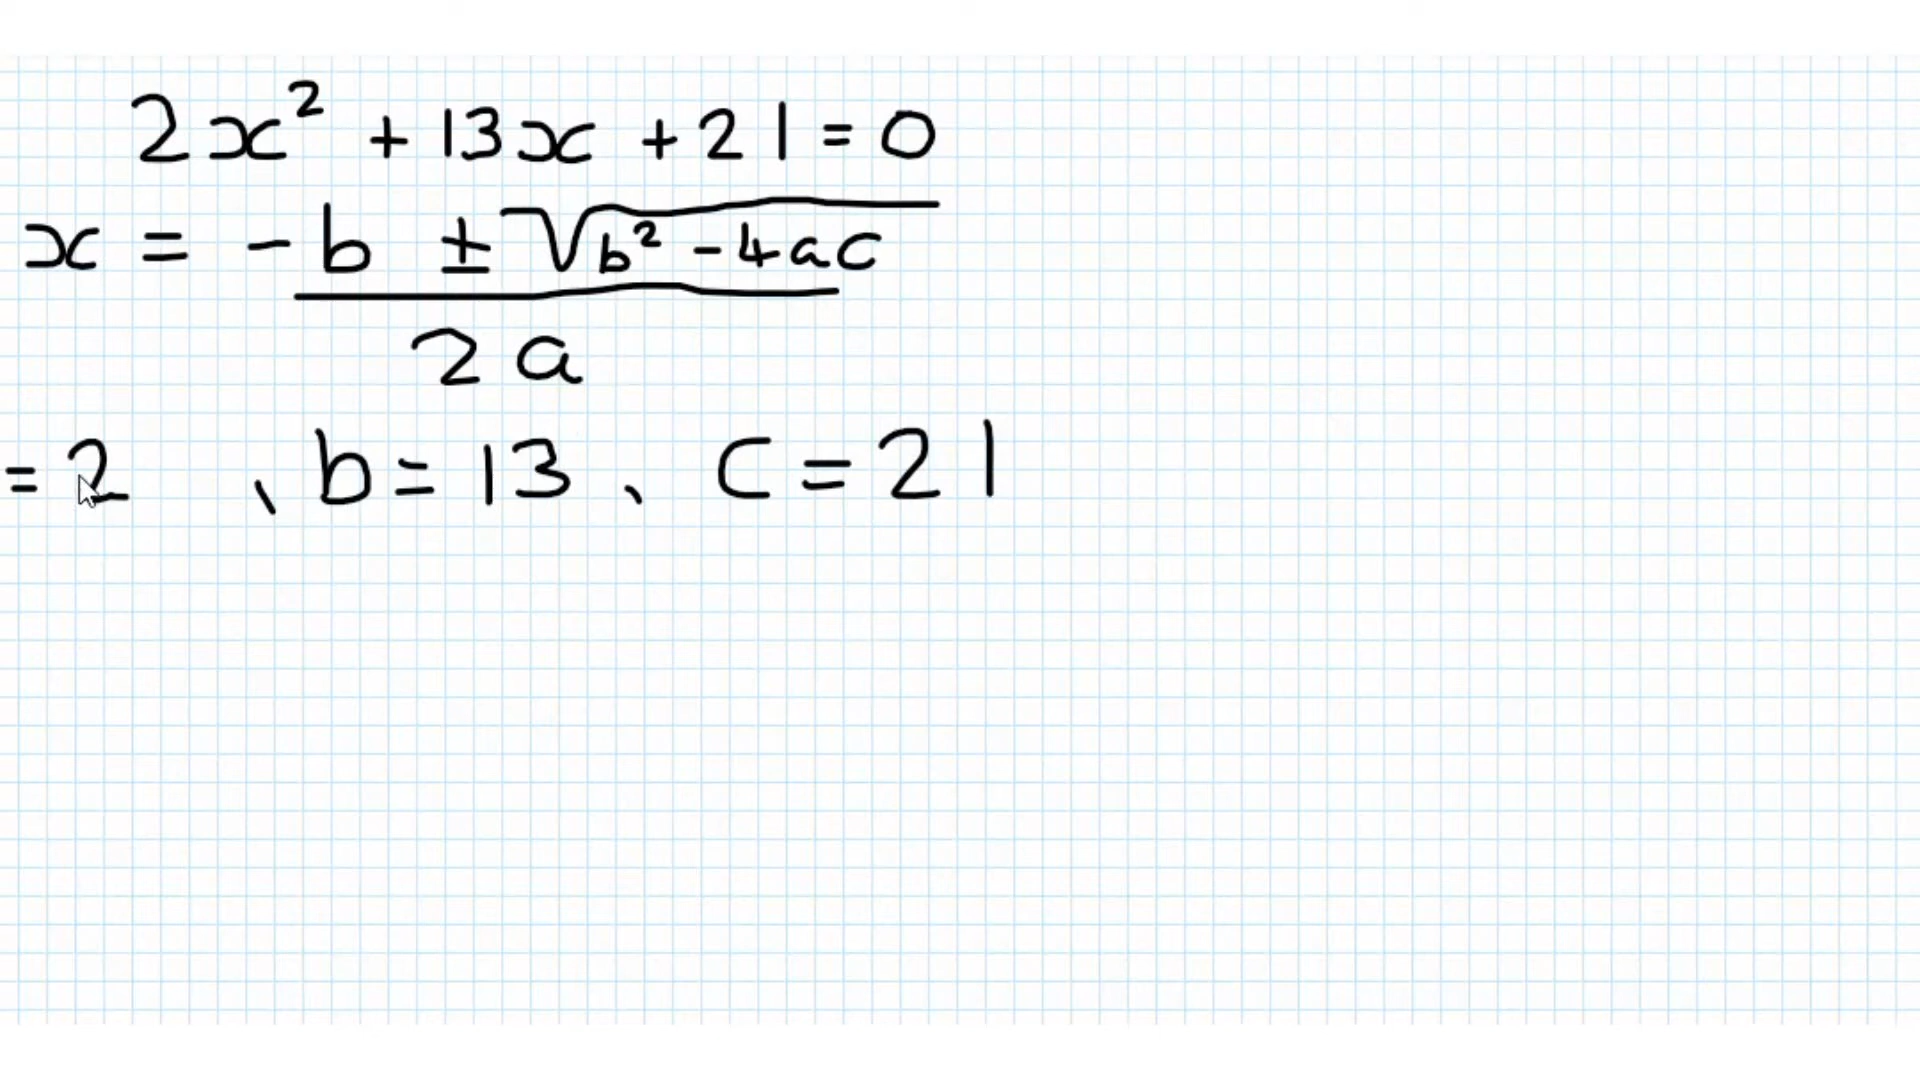 2x² + 13x + 21 = 0
x = -b ± √b² - 4ac
2a
= 2 , b = 13 , c = 21